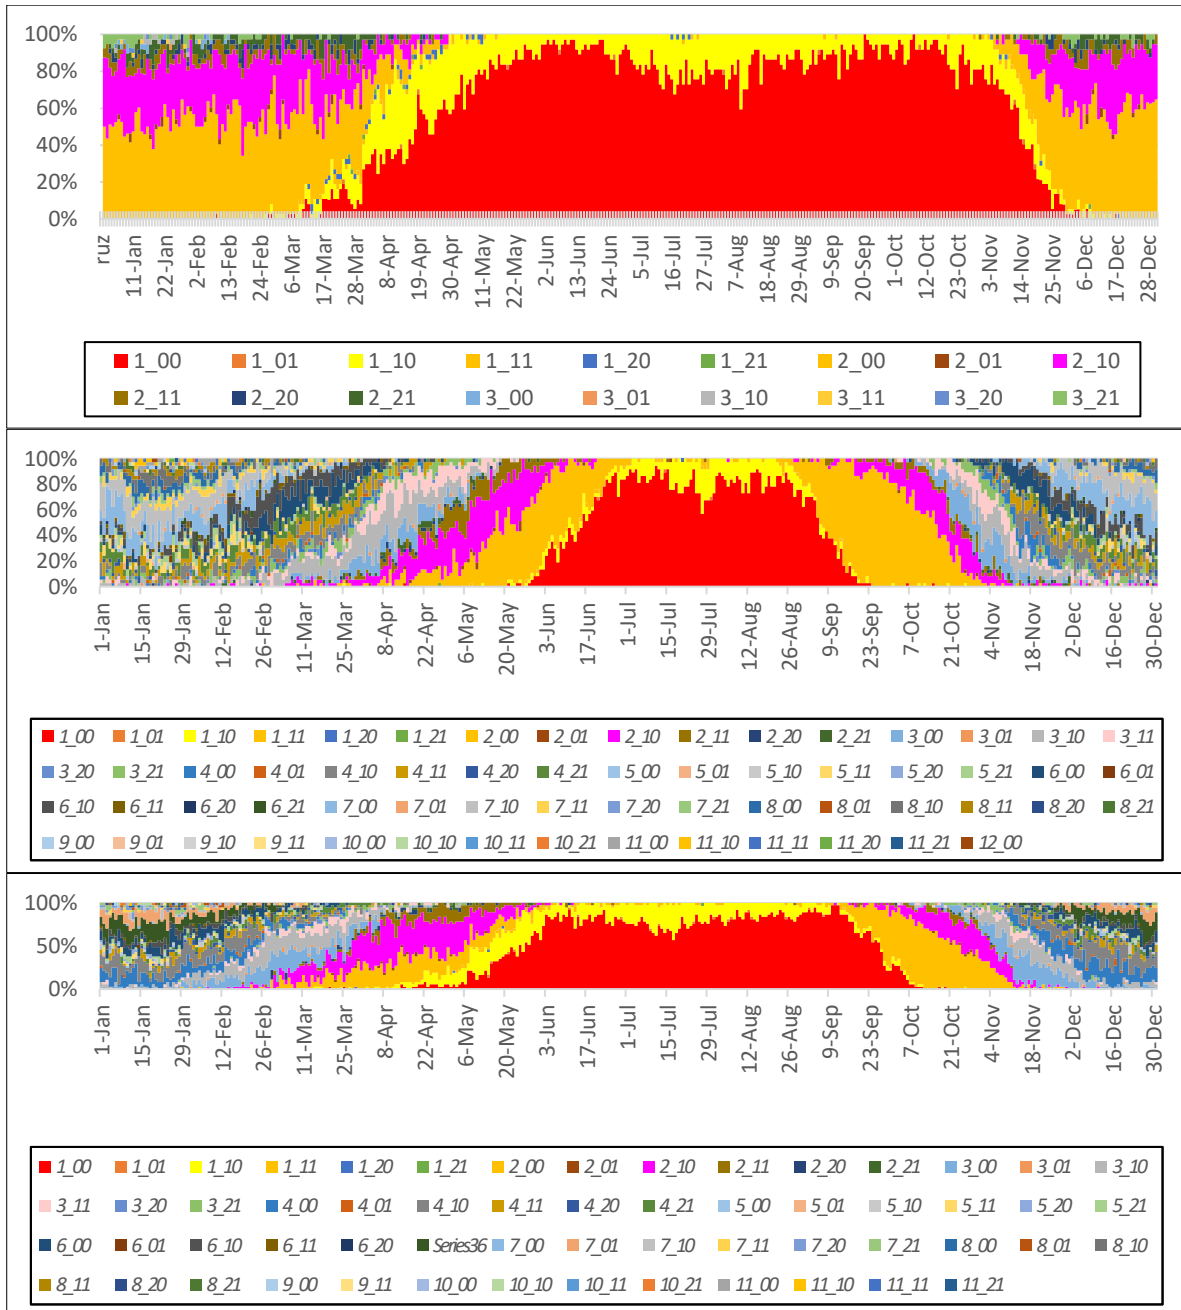 100%
80%
60%
40%
20%
0%
ruz 11-Jan 22-Jan 2-Feb 13-Feb 24-Feb 6-Mar 17-Mar 28-Mar 8-Apr 19-Apr 30-Apr 11-May 22-May 2-Jun 13-Jun 24-Jun 5-Jul 16-Jul 27-Jul 7-Aug 18-Aug 29-Aug 9-Sep 20-Sep 1-Oct 12-Oct 23-Oct 3-Nov 14-Nov 25-Nov 6-Dec 17-Dec 28-Dec
1_00 1_01 1_10 1_11 1_20 1_21 2_00 2_01 2_10
2_11 2_20 2_21 3_00 3_01 3_10 3_11 3_20 3_21
100%
80%
60%
40%
20%
0%
1-Jan 15-Jan 29-Jan 12-Feb 26-Feb 11-Mar 25-Mar 8-Apr 22-Apr 6-May 20-May 3-Jun 17-Jun 1-Jul 15-Jul 29-Jul 12-Aug 26-Aug 9-Sep 23-Sep 7-Oct 21-Oct 4-Nov 18-Nov 2-Dec 16-Dec 30-Dec
1_00 1_01 1_10 1_11 1_20 1_21 2_00 2_01 2_10 2_11 2_20 2_21 3_00 3_01 3_10 3_11
3_20 3_21 4_00 4_01 4_10 4_11 4_20 4_21 5_00 5_01 5_10 5_11 5_20 5_21 6_00 6_01
6_10 6_11 6_20 6_21 7_00 7_01 7_10 7_11 7_20 7_21 8_00 8_01 8_10 8_11 8_20 8_21
9_00 9_01 9_10 9_11 10_00 10_10 10_11 10_21 11_00 11_10 11_11 11_20 11_21 12_00
100%
50%
0%
1-Jan 15-Jan 29-Jan 12-Feb 26-Feb 11-Mar 25-Mar 8-Apr 22-Apr 6-May 20-May 3-Jun 17-Jun 1-Jul 15-Jul 29-Jul 12-Aug 26-Aug 9-Sep 23-Sep 7-Oct 21-Oct 4-Nov 18-Nov 2-Dec 16-Dec 30-Dec
1_00 1_01 1_10 1_11 1_20 1_21 2_00 2_01 2_10 2_11 2_20 2_21 3_00 3_01 3_10
3_11 3_20 3_21 4_00 4_01 4_10 4_11 4_20 4_21 5_00 5_01 5_10 5_11 5_20 5_21
6_00 6_01 6_10 6_11 6_20 Series36 7_00 7_01 7_10 7_11 7_20 7_21 8_00 8_01 8_10
8_11 8_20 8_21 9_00 9_11 10_00 10_10 10_11 10_21 11_00 11_10 11_11 11_21